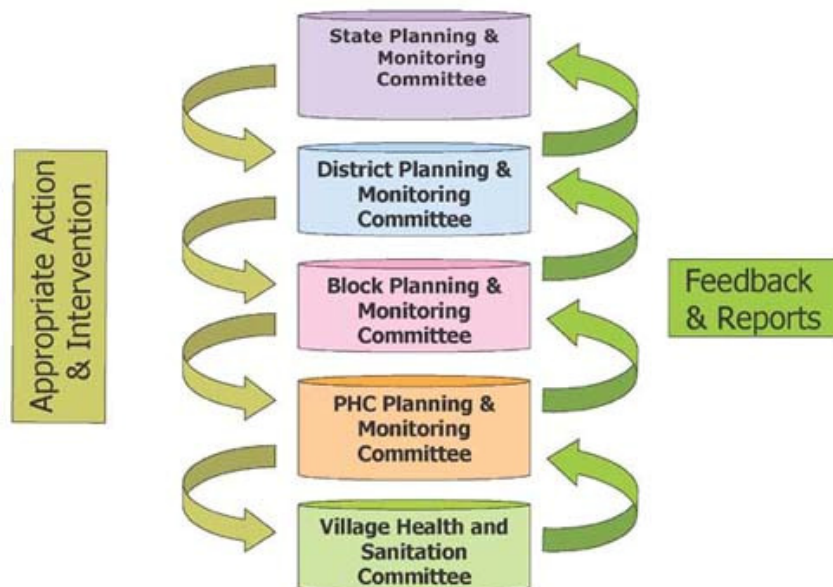 State Planning &
Monitoring
Committee
District Planning &
Monitoring
Committee
Block Planning &
Monitoring
Committee
PHC Planning &
Monitoring
Committee
Village Health and
Sanitation
Committee
Appropriate Action
& Intervention
Feedback
& Reports